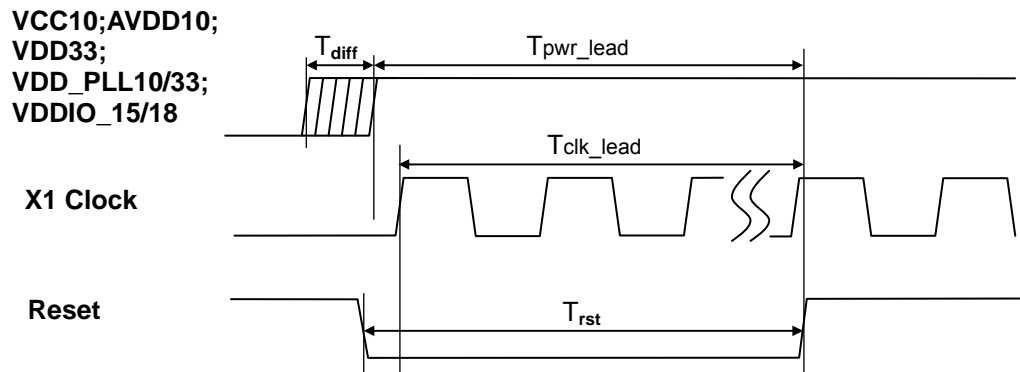 VCC10;AVDD10;
VDD33;
VDD_PLL10/33;
VDDIO_15/18
Tdiff
Tpwr_lead
Tclk_lead
X1 Clock
Reset
Trst